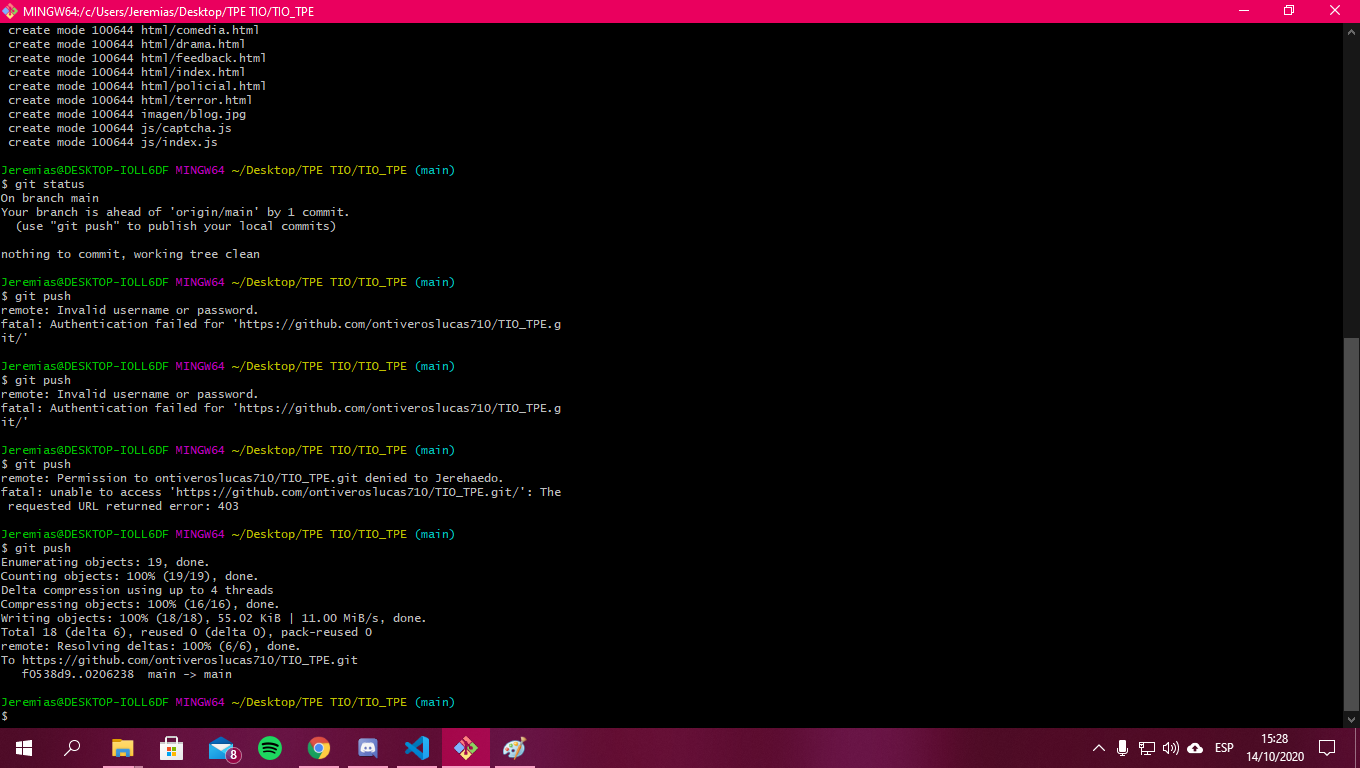 MINGW64:/c/Users/Jeremias/Desktop/TPE TIO/TIO_TPE
create mode 100644 html/comedia.html
create mode 100644 html/drama.html
create mode 100644 html/feedback.html
create mode 100644 html/index.html
create mode 100644 html/policial.html
create mode 100644 html/terror.html
create mode 100644 imagen/blog.jpg
create mode 100644 js/captcha.js
create mode 100644 js/index.js
Jeremias@DESKTOP-IOLL6DF MINGW64 ~/Desktop/TPE TIO/TIO_TPE (main)
$ git status
On branch main
Your branch is ahead of 'origin/main' by 1 commit.
(use "git push" to publish your local commits)
nothing to commit, working tree clean
Jeremias@DESKTOP-IOLL6DF MINGW64 ~/Desktop/TPE TIO/TIO_TPE (main)
$ git push
remote: Invalid username or password.
fatal: Authentication failed for 'https://github.com/ontiveroslucas710/TIO_TPE.g
it/'
Jeremias@DESKTOP-IOLL6DF MINGW64 ~/Desktop/TPE TIO/TIO_TPE (main)
$ git push
remote: Invalid username or password.
fatal: Authentication failed for 'https://github.com/ontiveroslucas710/TIO_TPE.g
it/'
Jeremias@DESKTOP-IOLL6DF MINGW64 ~/Desktop/TPE TIO/TIO_TPE (main)
$ git push
remote: Permission to ontiveroslucas710/TIO_TPE.git denied to Jerehaedo.
fatal: unable to access 'https://github.com/ontiveroslucas710/TIO_TPE.git/': The
requested URL returned error: 403
Jeremias@DESKTOP-IOLL6DF MINGW64 ~/Desktop/TPE TIO/TIO_TPE (main)
$ git push
Enumerating objects: 19, done.
Counting objects: 100% (19/19), done.
Delta compression using up to 4 threads
Compressing objects: 100% (16/16), done.
Writing objects: 100% (18/18), 55.02 KiB | 11.00 MiB/s, done.
Total 18 (delta 6), reused 0 (delta 0), pack-reused 0
remote: Resolving deltas: 100% (6/6), done.
To https://github.com/ontiveroslucas710/TIO_TPE.git
f0538d9..0206238  main -> main
Jeremias@DESKTOP-IOLL6DF MINGW64 ~/Desktop/TPE TIO/TIO_TPE (main)
$
8
ESP
15:28
14/10/2020